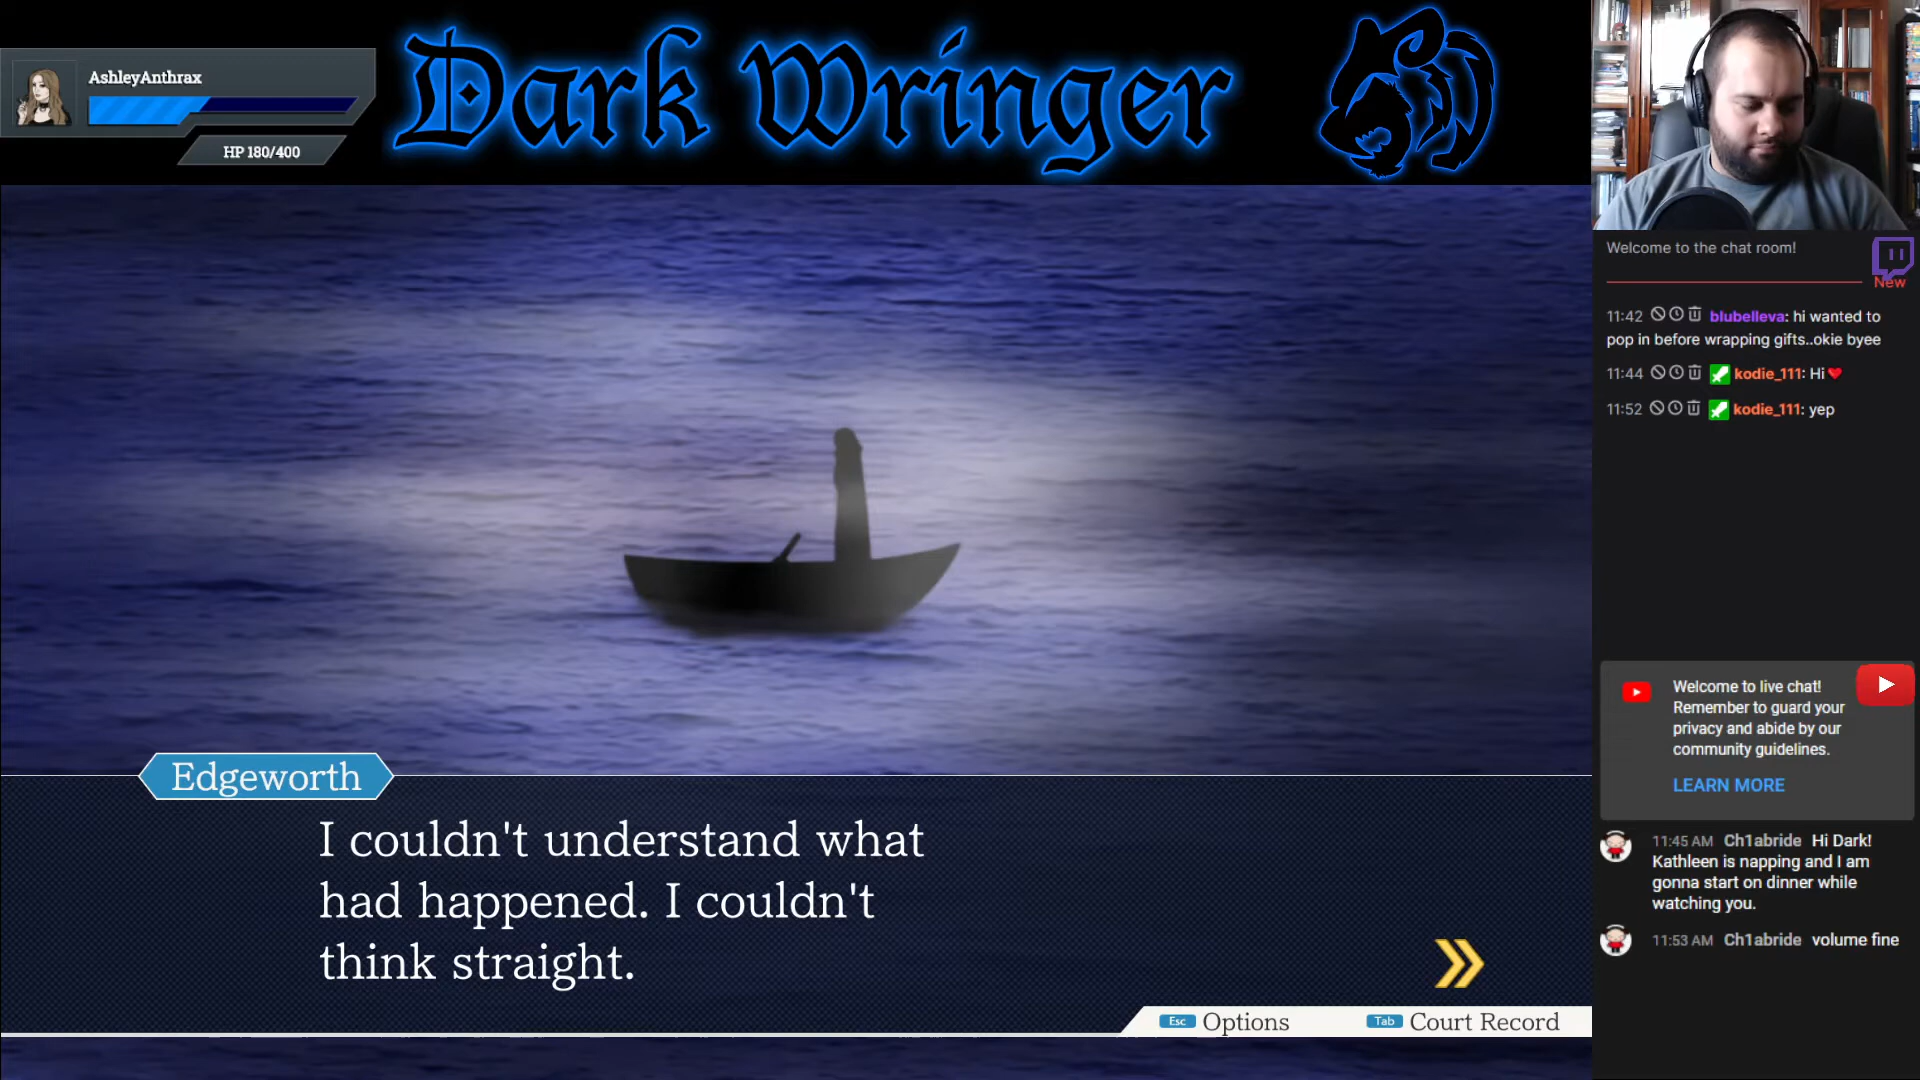 Dark Wringer
AshleyAnthrax
HP 180/400
Welcome to the chat room!
New
11:42 blubelleva: hi wanted to
pop in before wrapping gifts..okie byee
11:44 kodie_111: Hi
11:52 kodie_111: yep
Welcome to live chat!
Remember to guard your
privacy and abide by our
community guidelines.
LEARN MORE
11:45 AM Ch1abride Hi Dark!
Kathleen is napping and I am
gonna start on dinner while
watching you.
11:53 AM Ch1abride volume fine
Edgeworth
I couldn't understand what
had happened. I couldn't
think straight.
Esc Options
Tab Court Record